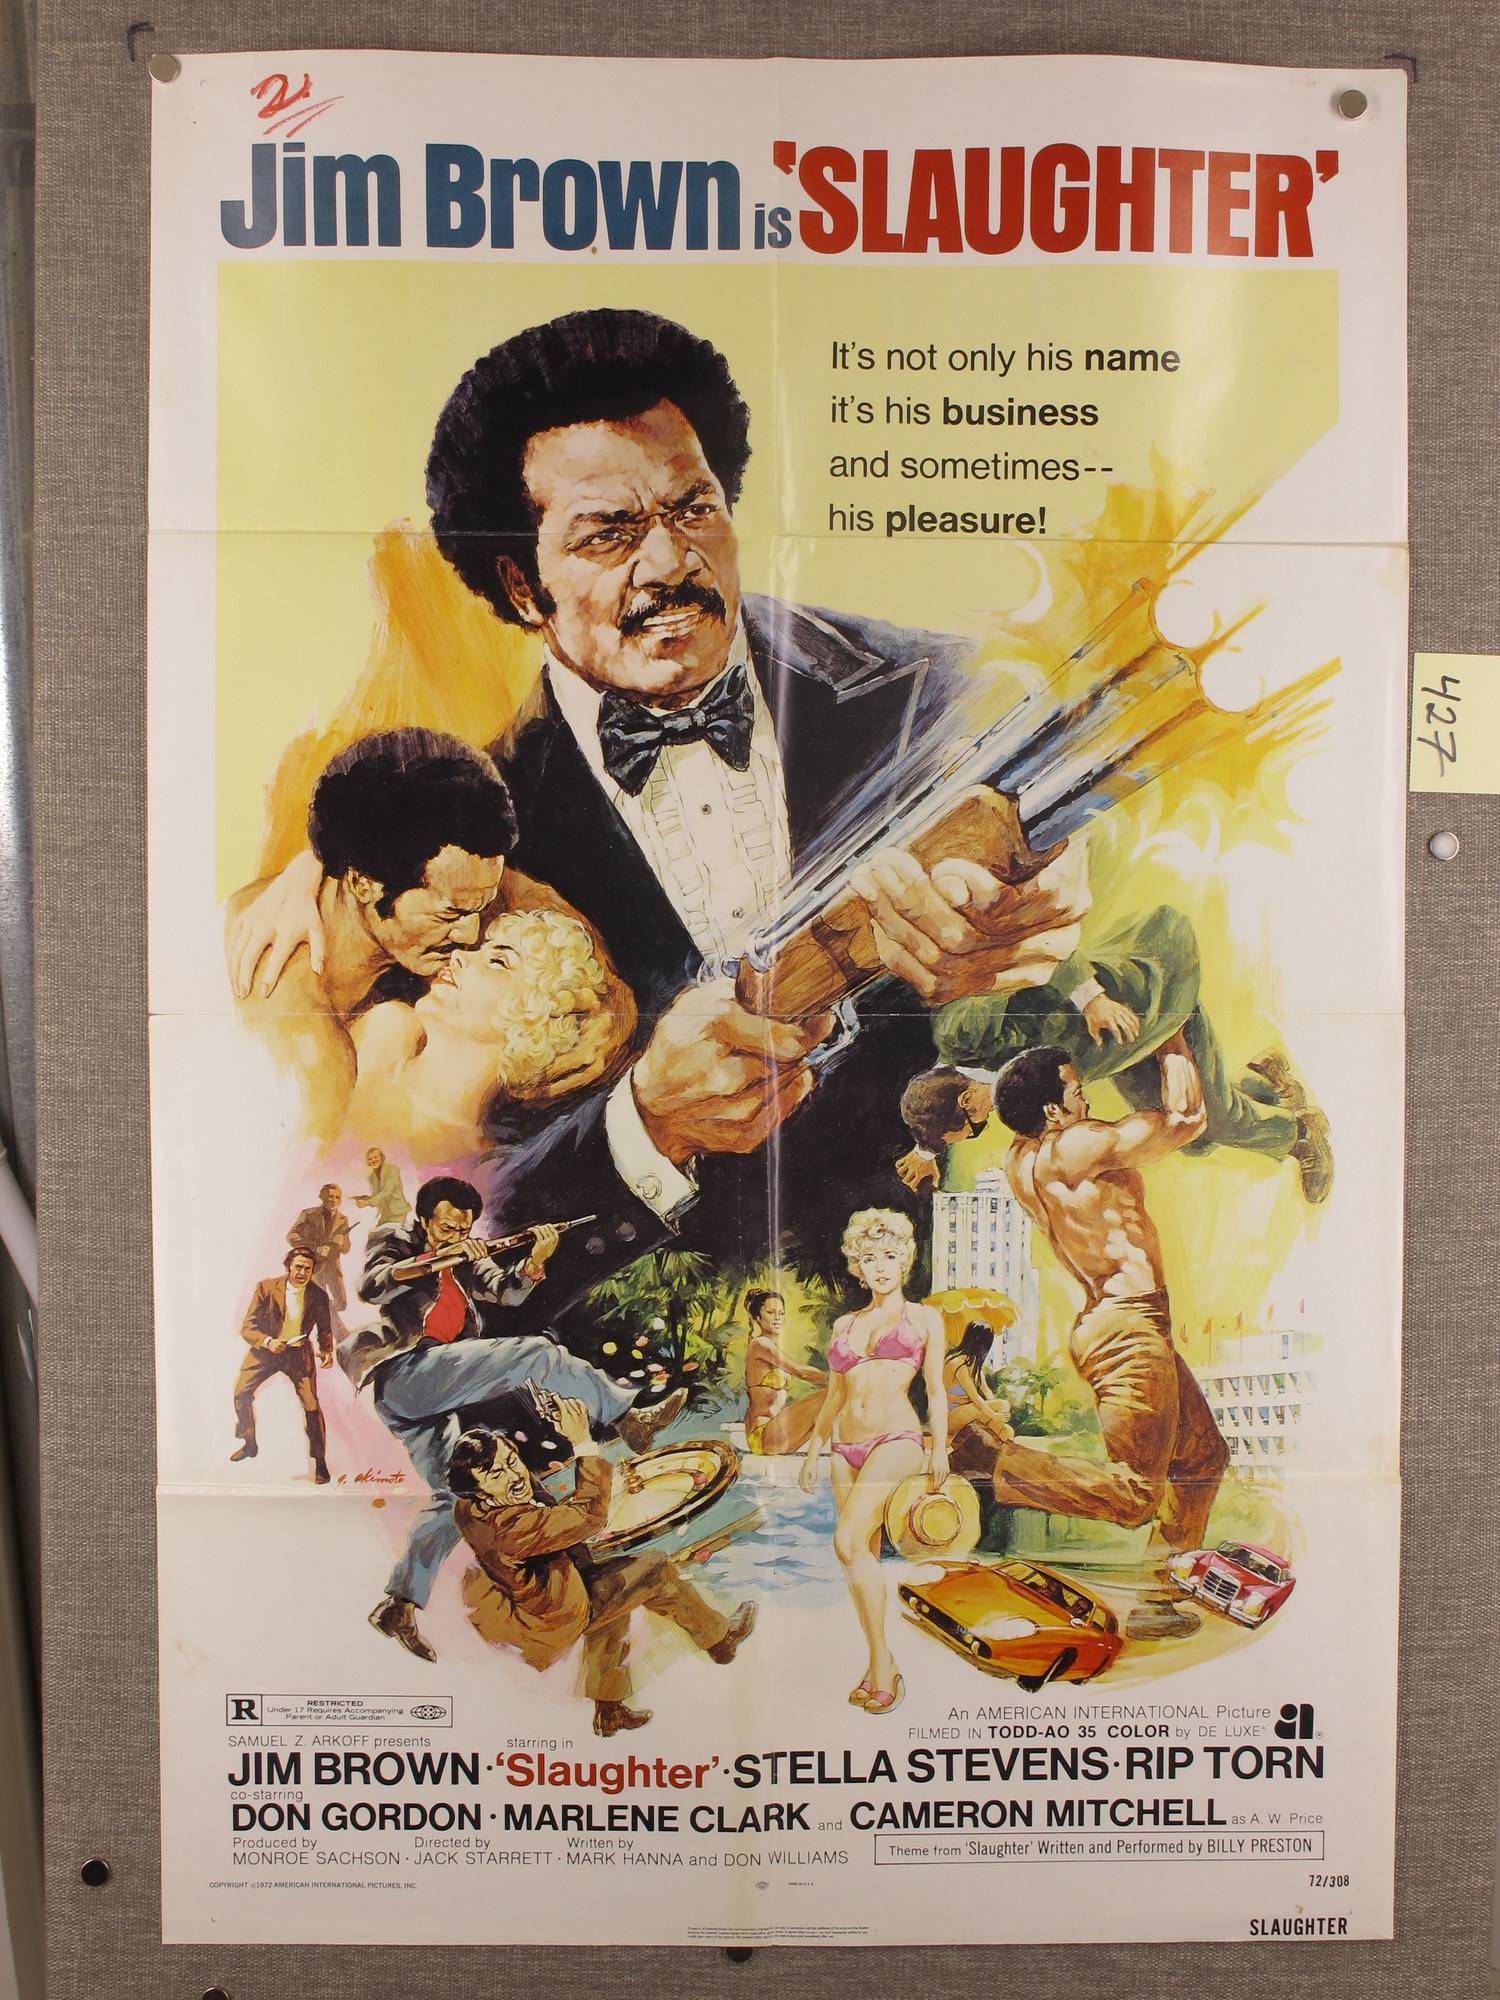 2
Jim Brown is 'SLAUGHTER'
It's not only his name
it's his business
and sometimes--
his pleasure!
427
g. akimoto
R
RESTRICTED
Under 17 Requires Accompanying
Parent or Adult Guardian
An AMERICAN INTERNATIONAL Picture
FILMED IN TODD-AO 35 COLOR by DE LUXE®
SAMUEL Z. ARKOFF presents
starring in
JIM BROWN · 'Slaughter' · STELLA STEVENS · RIP TORN
co-starring
DON GORDON · MARLENE CLARK and CAMERON MITCHELL as A. W. Price
Produced by
MONROE SACHSON ·
Directed by
JACK STARRETT ·
Written by
MARK HANNA and DON WILLIAMS
Theme from 'Slaughter' Written and Performed by BILLY PRESTON
COPYRIGHT ©1972 AMERICAN INTERNATIONAL PICTURES, INC.
72/308
SLAUGHTER